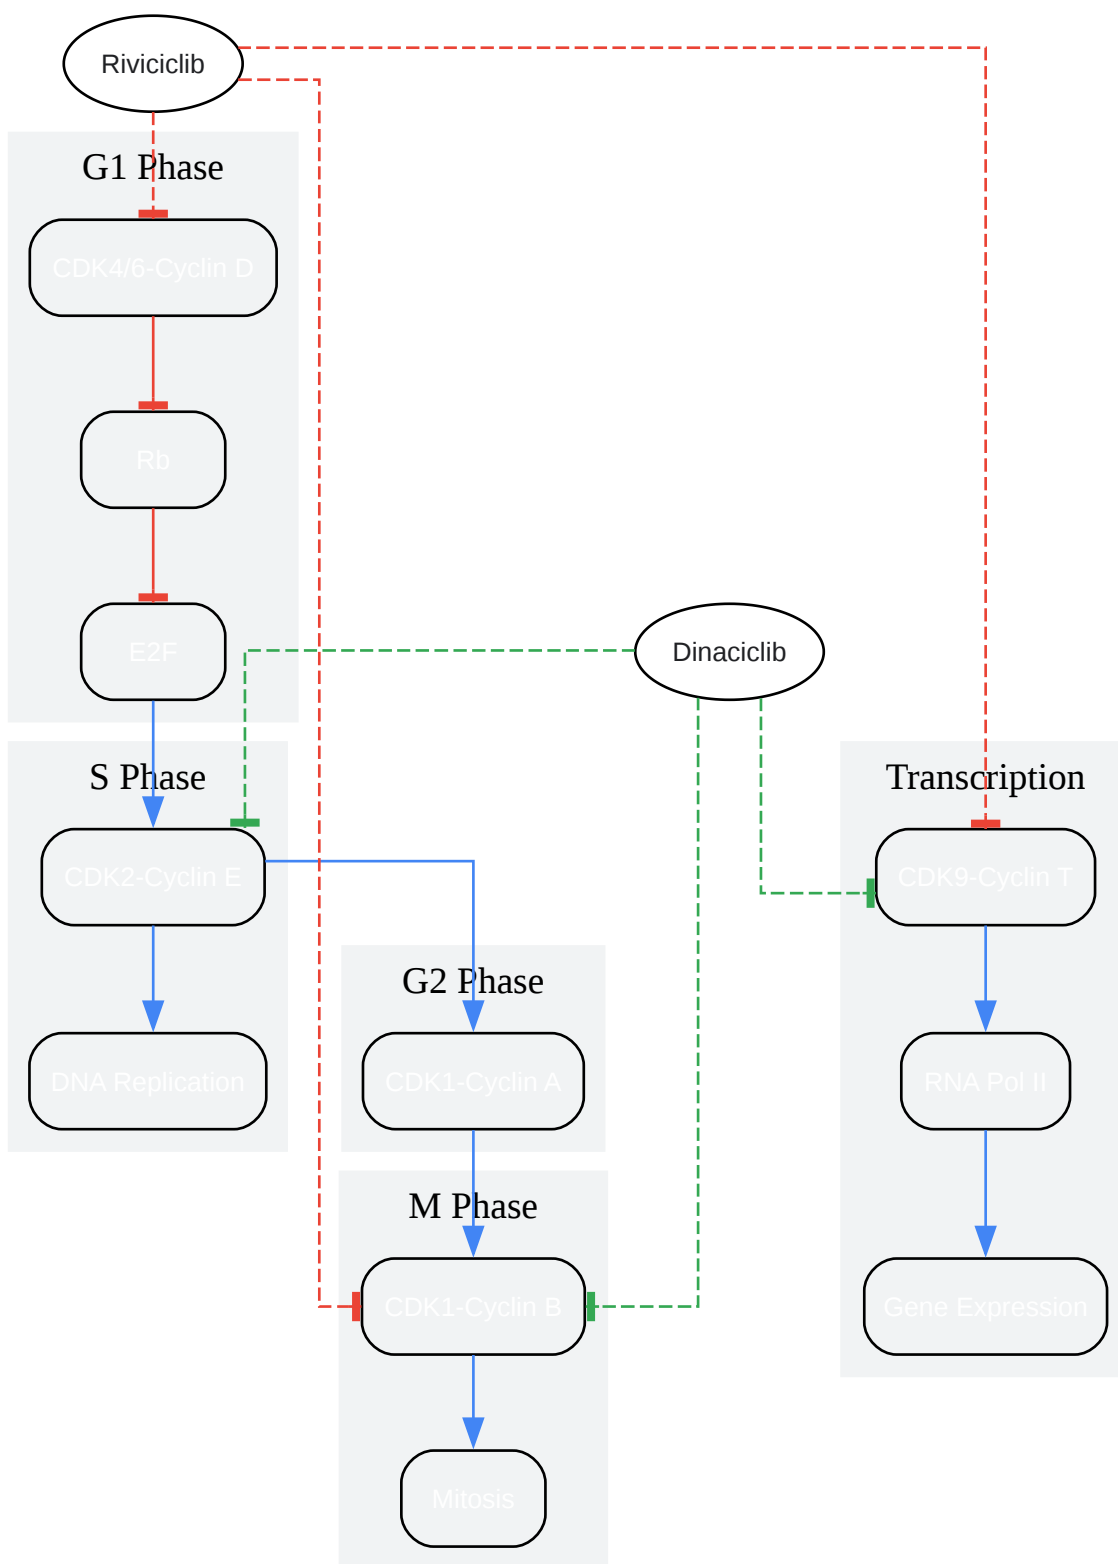 Riviciclib
G1 Phase
CDK4/6-Cyclin D
Rb
E2F
Dinaciclib
S Phase
CDK2-Cyclin E
DNA Replication
G2 Phase
CDK1-Cyclin A
M Phase
CDK1-Cyclin B
Mitosis
Transcription
CDK9-Cyclin T
RNA Pol II
Gene Expression